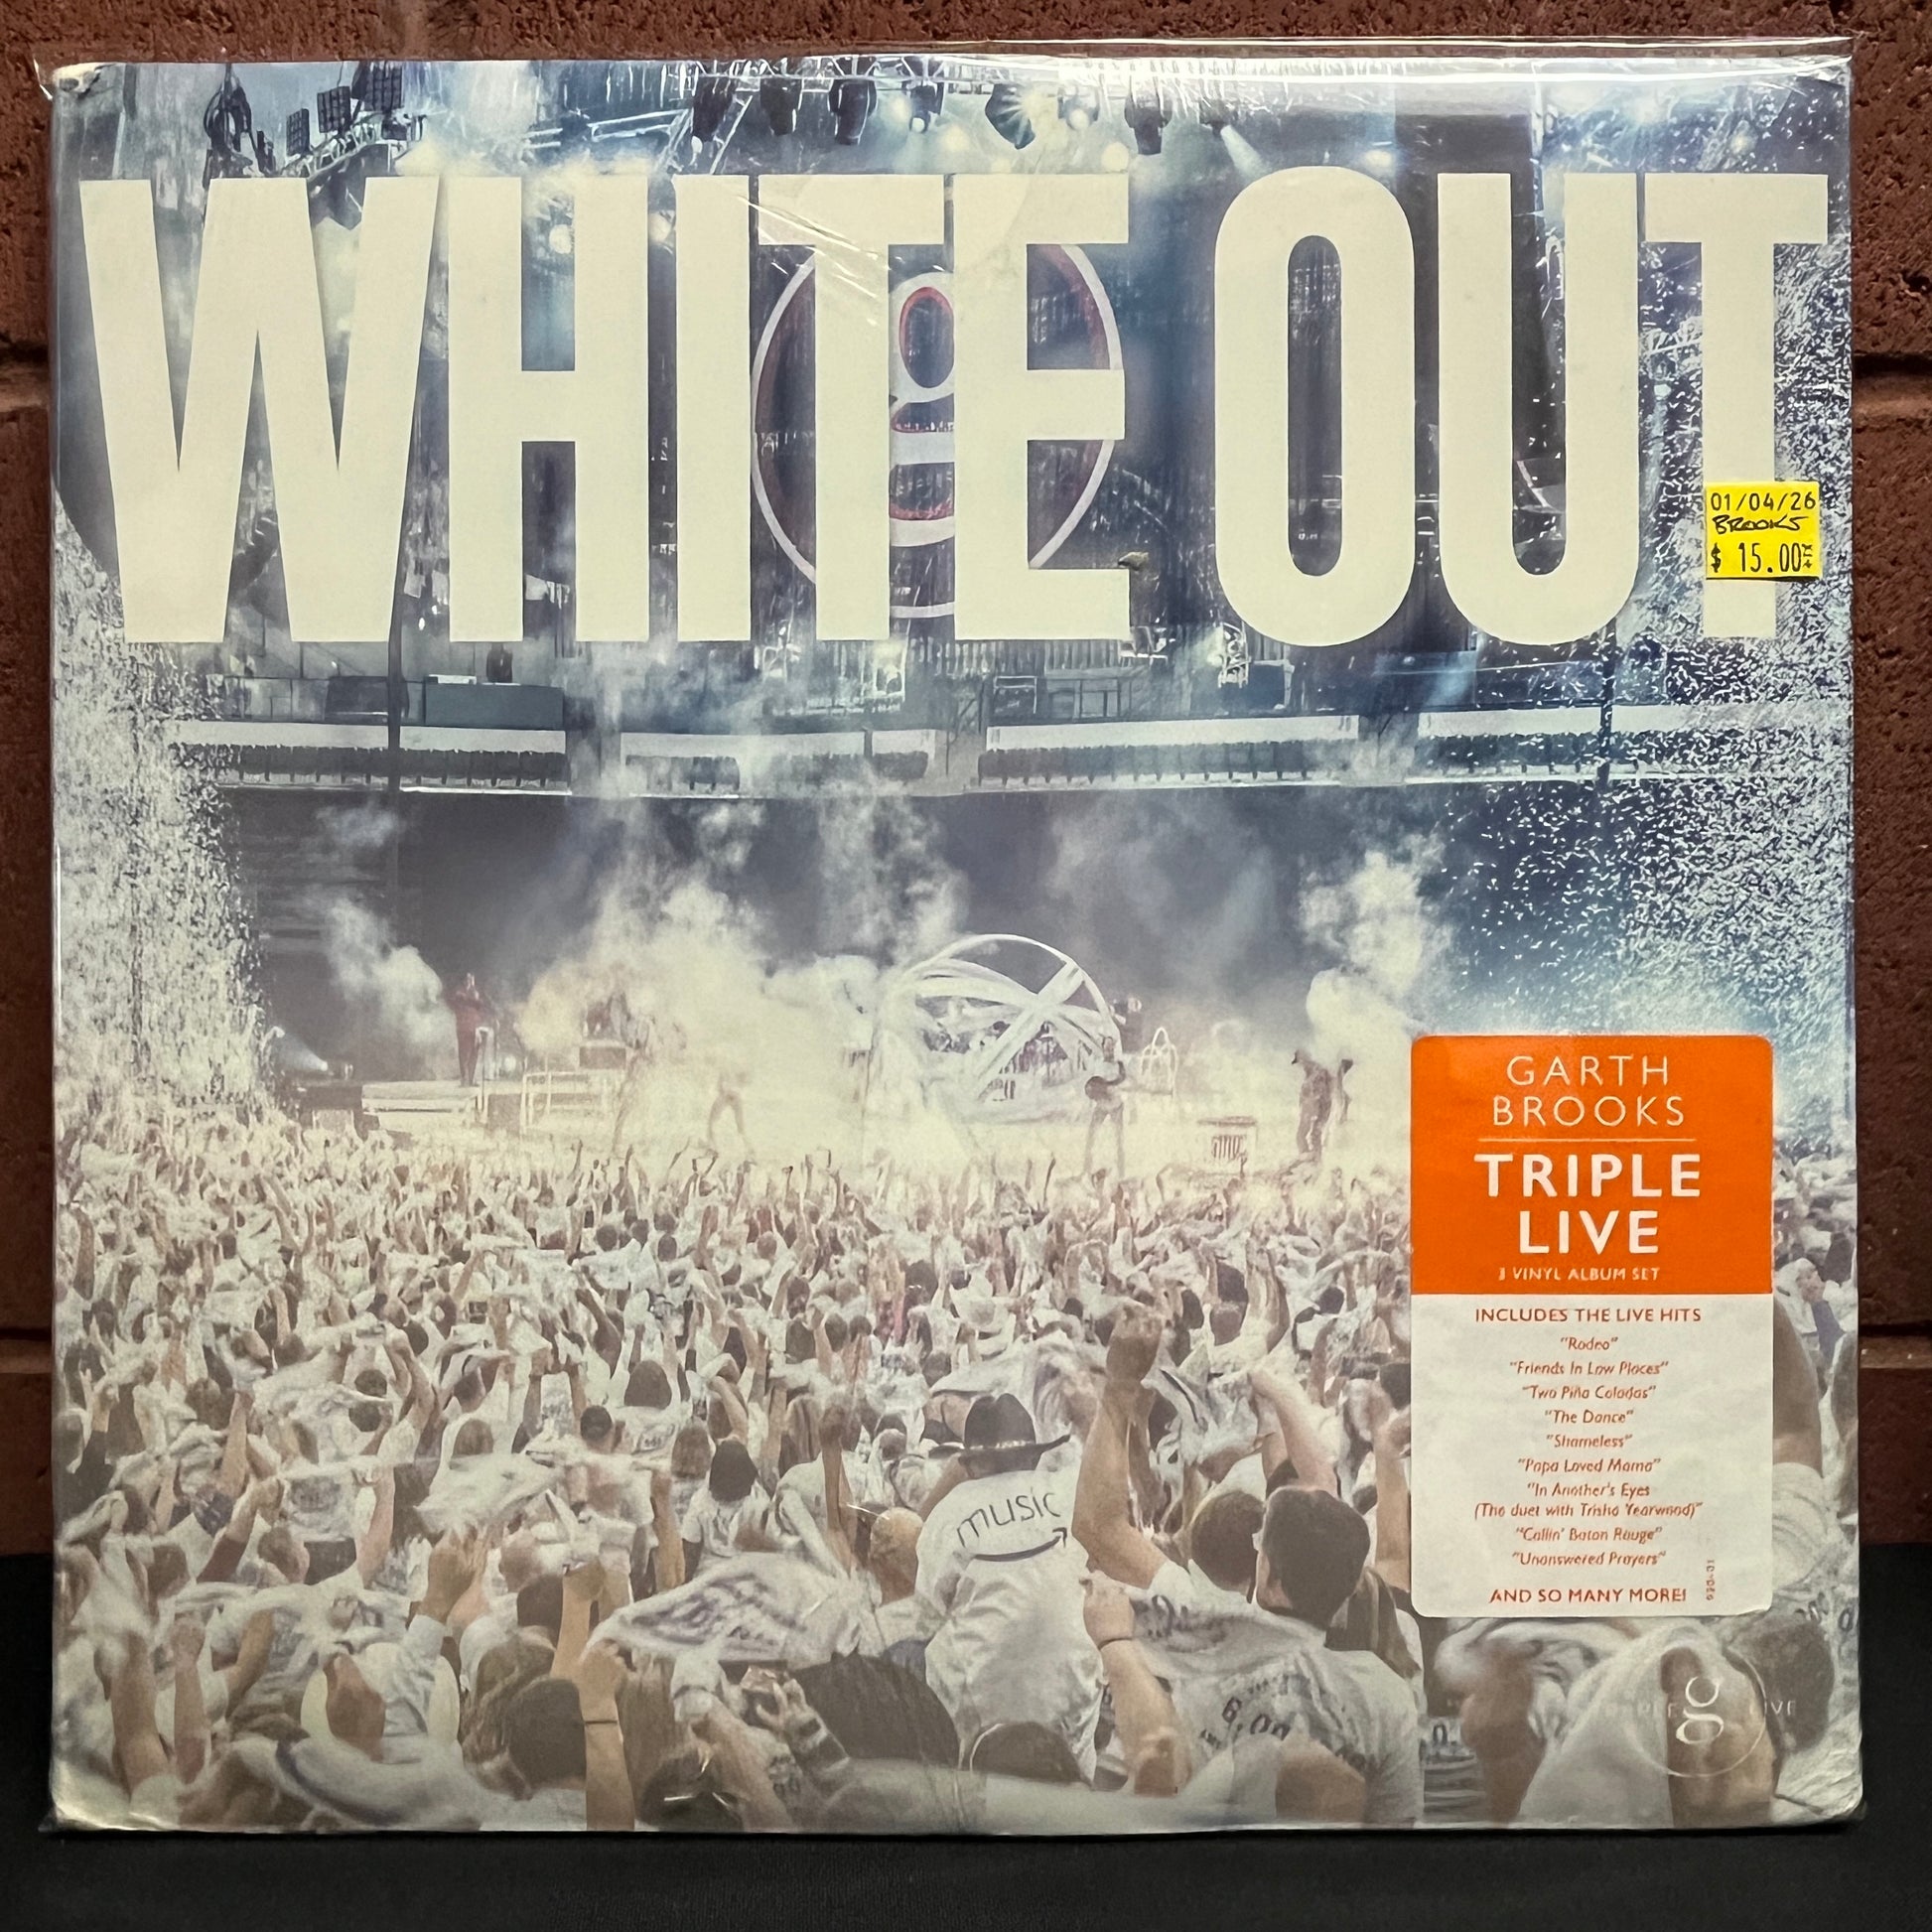 WHITE OUT
01/04/26
BROOKS
$ 15.00
GARTH
BROOKS
TRIPLE
LIVE
3 VINYL ALBUM SET
INCLUDES THE LIVE HITS
"Rodeo"
"Friends In Low Places"
"Two Piña Coladas"
"The Dance"
"Shameless"
"Papa Loved Mama"
"In Another's Eyes
(The duet with Trisha Yearwood)"
"Callin' Baton Rouge"
"Unanswered Prayers"
AND SO MANY MORE!
music
g
LIVE